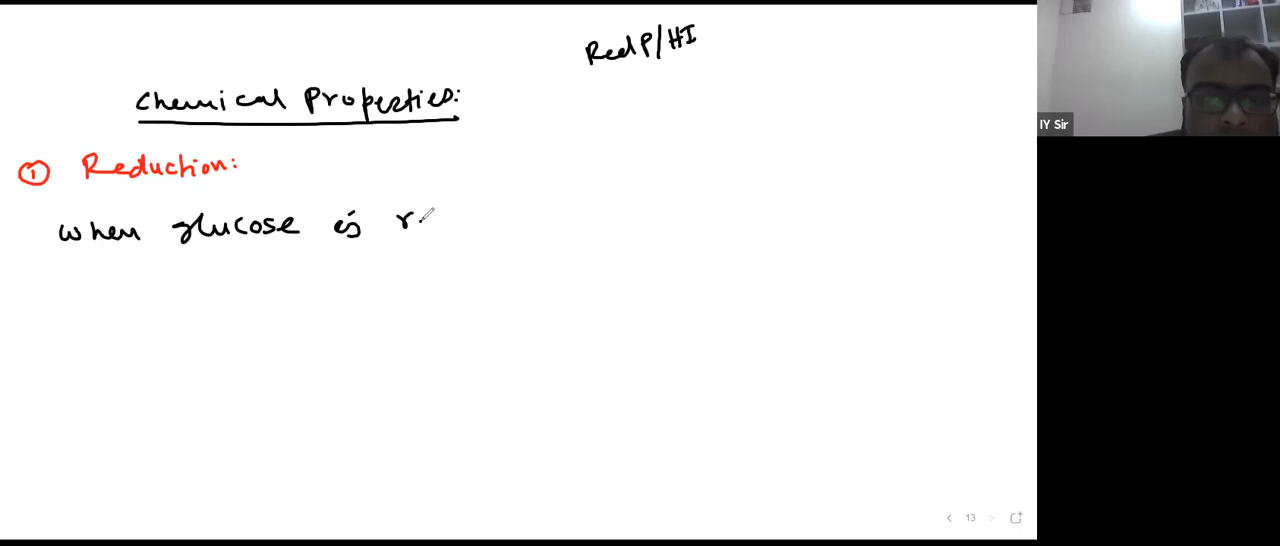 Red P/HI
Chemical Properties:
① Reduction:
when glucose is r
IY Sir
13